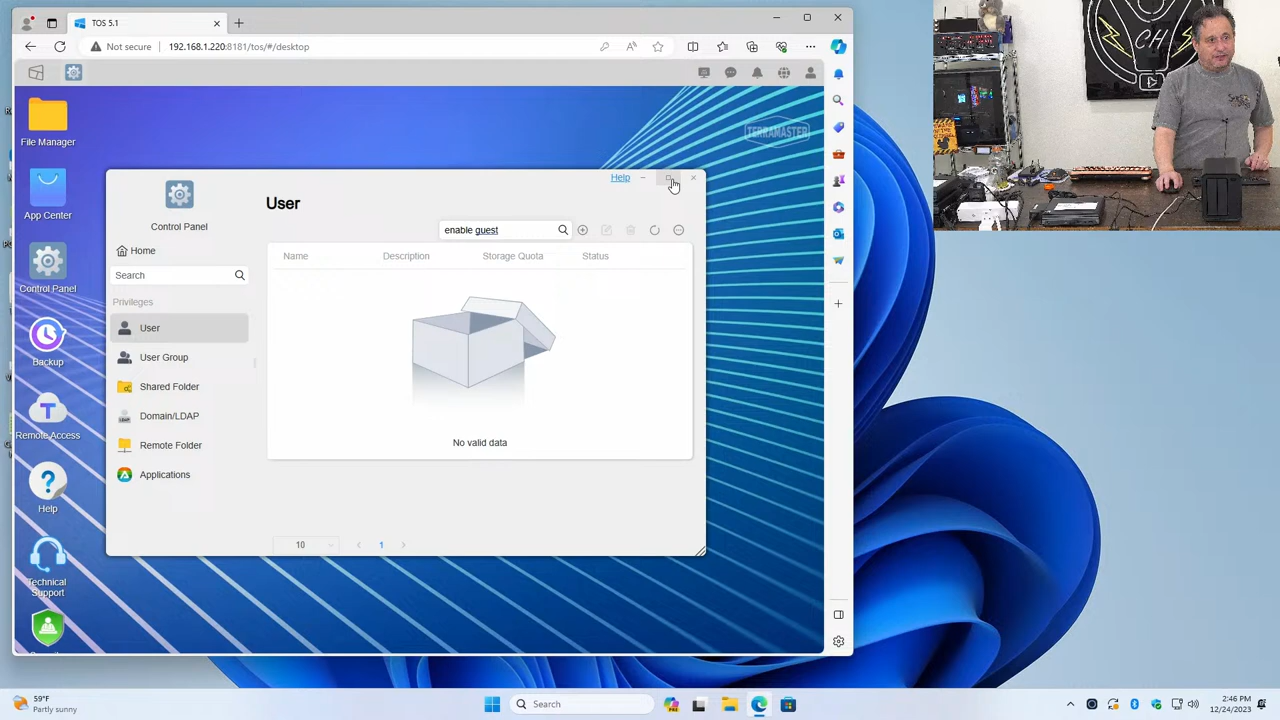 TOS 5.1
Not secure
192.168.1.220:8181/tos/#/desktop
CH
File Manager
App Center
Control Panel
Backup
Remote Access
Help
Technical
Support
TERRAMASTER
Help
Control Panel
Home
Search
Privileges
User
User Group
Shared Folder
Domain/LDAP
Remote Folder
Applications
User
enable guest
Name Description Storage Quota Status
No valid data
10 1
59°F
Partly sunny
Search
2:46 PM
12/24/2023